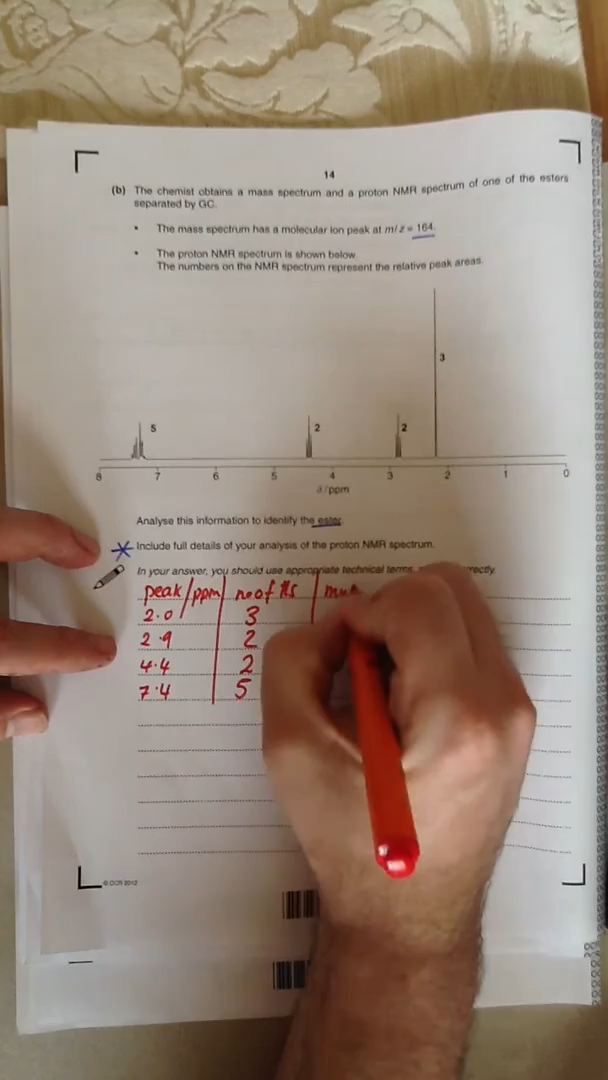 14
(b) The chemist obtains a mass spectrum and a proton NMR spectrum of one of the esters
separated by GC.
• The mass spectrum has a molecular ion peak at m/z = 164.
• The proton NMR spectrum is shown below.
The numbers on the NMR spectrum represent the relative peak areas.
3
5 2 2
8 7 6 5 4 3 2 1 0
δ/ppm
Analyse this information to identify the ester.
Include full details of your analysis of the proton NMR spectrum.
In your answer, you should use appropriate technical terms,
peak/ppm no of Hs
2.0 3
2.9 2
4.4 2
7.4 5
© OCR 2012